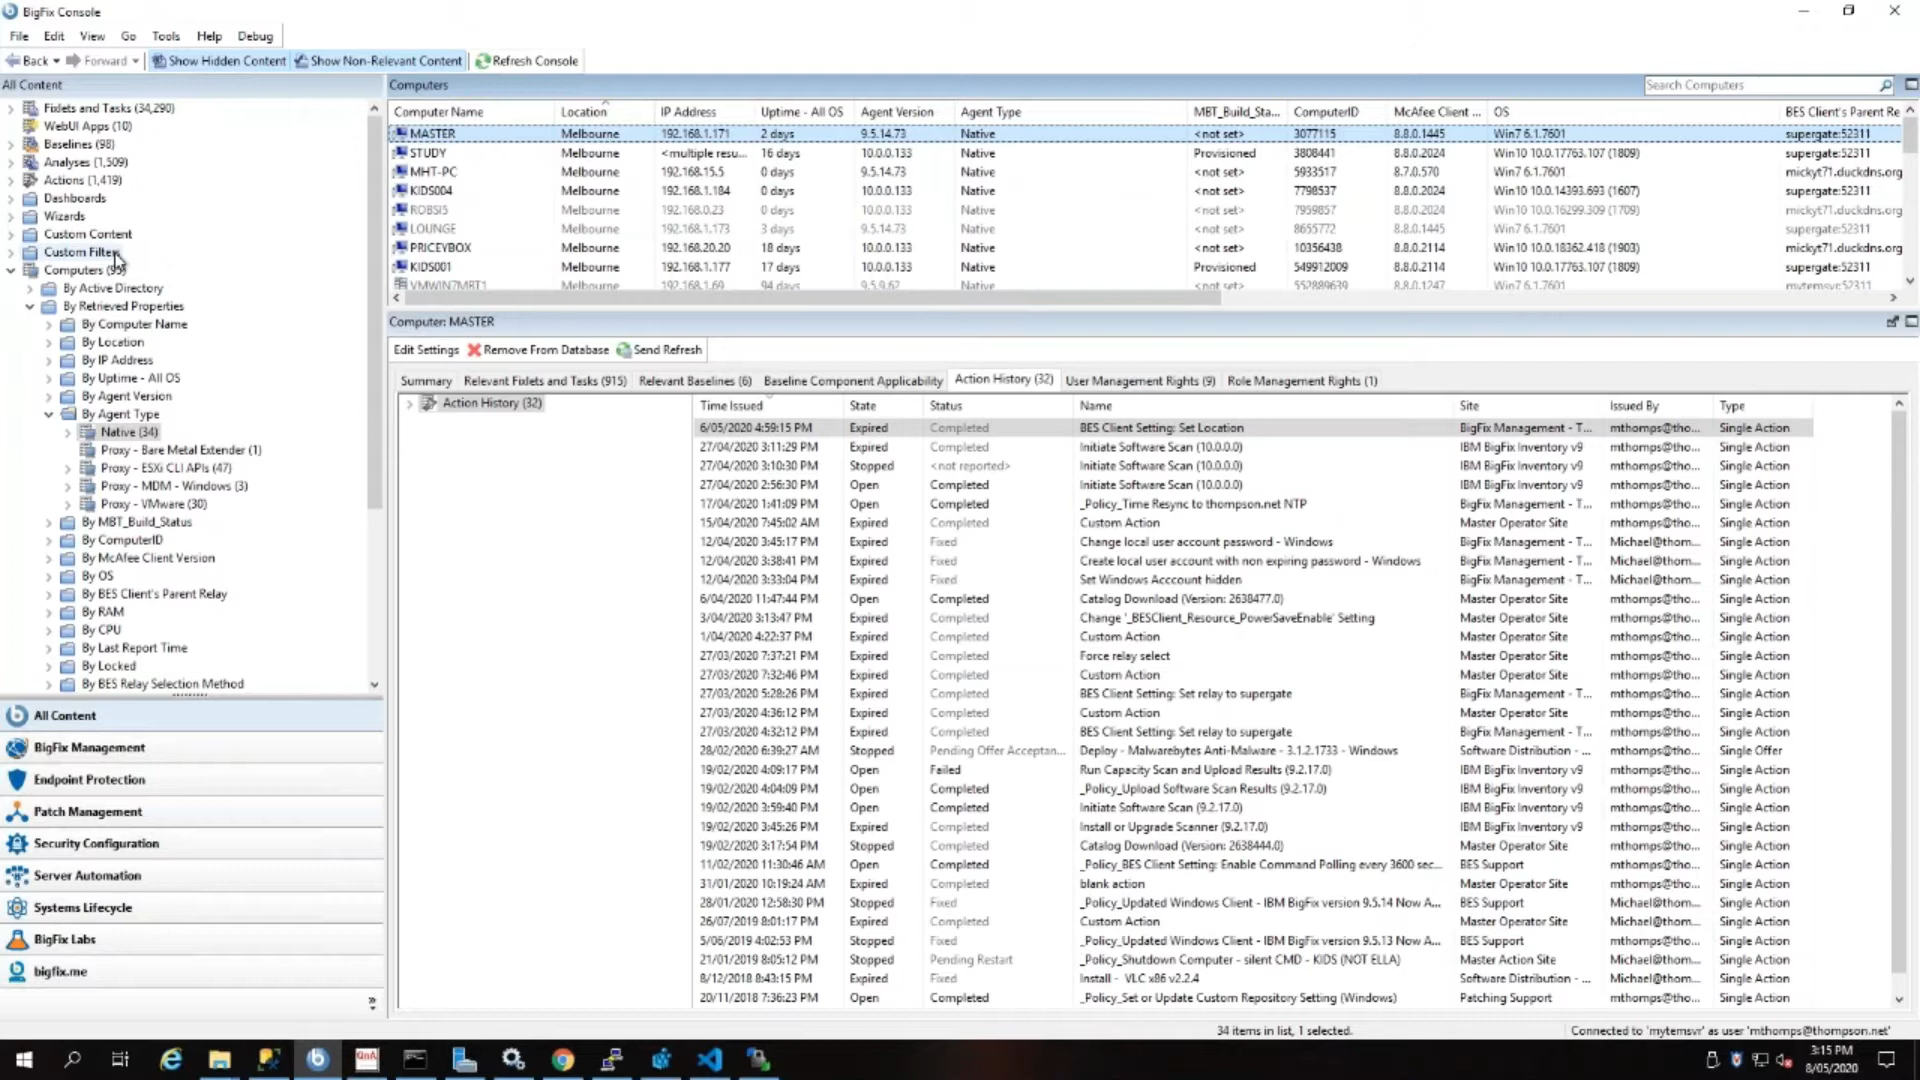 BigFix Console
File Edit View Go Tools Help Debug
Back Forward Show Hidden Content Show Non-Relevant Content Refresh Console
All Content
Fixlets and Tasks (34,290)
WebUI Apps (10)
Baselines (98)
Analyses (1,509)
Actions (1,419)
Dashboards
Wizards
Custom Content
Custom Filters
Computers
By Active Directory
By Retrieved Properties
By Computer Name
By Location
By IP Address
By Uptime - All OS
By Agent Version
By Agent Type
Native (34)
Proxy - Bare Metal Extender (1)
Proxy - ESXi CLI APIs (47)
Proxy - MDM - Windows (3)
Proxy - VMware (30)
By MBT_Build_Status
By ComputerID
By McAfee Client Version
By OS
By BES Client's Parent Relay
By RAM
By CPU
By Last Report Time
By Locked
By BES Relay Selection Method
All Content
BigFix Management
Endpoint Protection
Patch Management
Security Configuration
Server Automation
Systems Lifecycle
BigFix Labs
bigfix.me
Computers Search Computers
Computer Name Location IP Address Uptime - All OS Agent Version Agent Type MBT_Build_Sta... ComputerID McAfee Client ... OS BES Client's Parent Re
MASTER Melbourne 192.168.1.171 2 days 9.5.14.73 Native <not set> 3077115 8.8.0.1445 Win7 6.1.7601 supergate:52311
STUDY Melbourne <multiple resu... 16 days 10.0.0.133 Native Provisioned 3808441 8.8.0.2024 Win10 10.0.17763.107 (1809) supergate:52311
MHT-PC Melbourne 192.168.15.5 0 days 9.5.14.73 Native <not set> 5933517 8.7.0.570 Win7 6.1.7601 mickyt71.duckdns.org
KIDS004 Melbourne 192.168.1.184 0 days 10.0.0.133 Native <not set> 7798537 8.8.0.2024 Win10 10.0.14393.693 (1607) supergate:52311
ROBSI5 Melbourne 192.168.0.23 0 days 10.0.0.133 Native <not set> 7959857 8.8.0.2024 Win10 10.0.16299.309 (1709) mickyt71.duckdns.org
LOUNGE Melbourne 192.168.1.173 3 days 9.5.14.73 Native <not set> 8655772 8.8.0.1445 Win7 6.1.7601 supergate:52311
PRICEYBOX Melbourne 192.168.20.20 18 days 10.0.0.133 Native <not set> 10356438 8.8.0.2114 Win10 10.0.18362.418 (1903) mickyt71.duckdns.org
KIDS001 Melbourne 192.168.1.177 17 days 10.0.0.133 Native Provisioned 549912009 8.8.0.2114 Win10 10.0.17763.107 (1809) supergate:52311
VMWIN7MBT1 Melbourne 192.168.1.69 94 days 9.5.9.62 Native <not set> 552889639 8.8.0.1247 Win7 6.1.7601 mytemsvr:52311
Computer: MASTER
Edit Settings Remove From Database Send Refresh
Summary Relevant Fixlets and Tasks (915) Relevant Baselines (6) Baseline Component Applicability Action History (32) User Management Rights (9) Role Management Rights (1)
Action History (32)
Time Issued State Status Name Site Issued By Type
6/05/2020 4:59:15 PM Expired Completed BES Client Setting: Set Location BigFix Management - T... mthomps@tho... Single Action
27/04/2020 3:11:29 PM Expired Completed Initiate Software Scan (10.0.0.0) IBM BigFix Inventory v9 mthomps@tho... Single Action
27/04/2020 3:10:30 PM Stopped <not reported> Initiate Software Scan (10.0.0.0) IBM BigFix Inventory v9 mthomps@tho... Single Action
27/04/2020 2:56:30 PM Open Completed Initiate Software Scan (10.0.0.0) IBM BigFix Inventory v9 mthomps@tho... Single Action
17/04/2020 1:41:09 PM Open Completed _Policy_Time Resync to thompson.net NTP BigFix Management - T... mthomps@tho... Single Action
15/04/2020 7:45:02 AM Expired Completed Custom Action Master Operator Site mthomps@tho... Single Action
12/04/2020 3:45:17 PM Expired Fixed Change local user account password - Windows BigFix Management - T... Michael@thom... Single Action
12/04/2020 3:38:41 PM Expired Fixed Create local user account with non expiring password - Windows BigFix Management - T... Michael@thom... Single Action
12/04/2020 3:33:04 PM Expired Fixed Set Windows Acccount hidden BigFix Management - T... Michael@thom... Single Action
6/04/2020 11:47:44 PM Open Completed Catalog Download (Version: 2638477.0) Master Operator Site mthomps@tho... Single Action
3/04/2020 3:13:47 PM Expired Completed Change '_BESClient_Resource_PowerSaveEnable' Setting Master Operator Site mthomps@tho... Single Action
1/04/2020 4:22:37 PM Expired Completed Custom Action Master Operator Site mthomps@tho... Single Action
27/03/2020 7:37:21 PM Expired Completed Force relay select Master Operator Site mthomps@tho... Single Action
27/03/2020 7:32:46 PM Expired Completed Custom Action Master Operator Site mthomps@tho... Single Action
27/03/2020 5:28:26 PM Expired Completed BES Client Setting: Set relay to supergate BigFix Management - T... mthomps@tho... Single Action
27/03/2020 4:36:12 PM Expired Completed Custom Action Master Operator Site mthomps@tho... Single Action
27/03/2020 4:32:12 PM Expired Completed BES Client Setting: Set relay to supergate BigFix Management - T... mthomps@tho... Single Action
28/02/2020 6:39:27 AM Stopped Pending Offer Acceptan... Deploy - Malwarebytes Anti-Malware - 3.1.2.1733 - Windows Software Distribution - ... mthomps@tho... Single Offer
19/02/2020 4:09:17 PM Open Failed Run Capacity Scan and Upload Results (9.2.17.0) IBM BigFix Inventory v9 mthomps@tho... Single Action
19/02/2020 4:04:09 PM Open Completed _Policy_Upload Software Scan Results (9.2.17.0) IBM BigFix Inventory v9 mthomps@tho... Single Action
19/02/2020 3:59:40 PM Open Completed Initiate Software Scan (9.2.17.0) IBM BigFix Inventory v9 mthomps@tho... Single Action
19/02/2020 3:45:26 PM Expired Completed Install or Upgrade Scanner (9.2.17.0) IBM BigFix Inventory v9 mthomps@tho... Single Action
19/02/2020 3:17:54 PM Stopped Completed Catalog Download (Version: 2638444.0) Master Operator Site mthomps@tho... Single Action
11/02/2020 11:30:46 AM Open Completed _Policy_BES Client Setting: Enable Command Polling every 3600 sec... BES Support mthomps@tho... Single Action
31/01/2020 10:19:24 AM Expired Completed blank action Master Operator Site mthomps@tho... Single Action
28/01/2020 12:58:30 PM Stopped Fixed _Policy_Updated Windows Client - IBM BigFix version 9.5.14 Now A... BES Support Michael@thom... Single Action
26/07/2019 8:01:17 PM Expired Completed Custom Action Master Operator Site mthomps@tho... Single Action
5/06/2019 4:02:53 PM Stopped Fixed _Policy_Updated Windows Client - IBM BigFix version 9.5.13 Now A... BES Support Michael@thom... Single Action
21/01/2019 8:05:12 PM Stopped Pending Restart _Policy_Shutdown Computer - silent CMD - KIDS (NOT ELLA) Master Action Site Michael@thom... Single Action
8/12/2018 8:43:15 PM Expired Fixed Install - VLC x86 v2.2.4 Software Distribution - ... Michael@thom... Single Action
20/11/2018 7:36:23 PM Open Completed _Policy_Set or Update Custom Repository Setting (Windows) Patching Support mthomps@tho... Single Action
34 items in list, 1 selected. Connected to 'mytemsvr' as user 'mthomps@thompson.net'
QnA
3:15 PM
8/05/2020